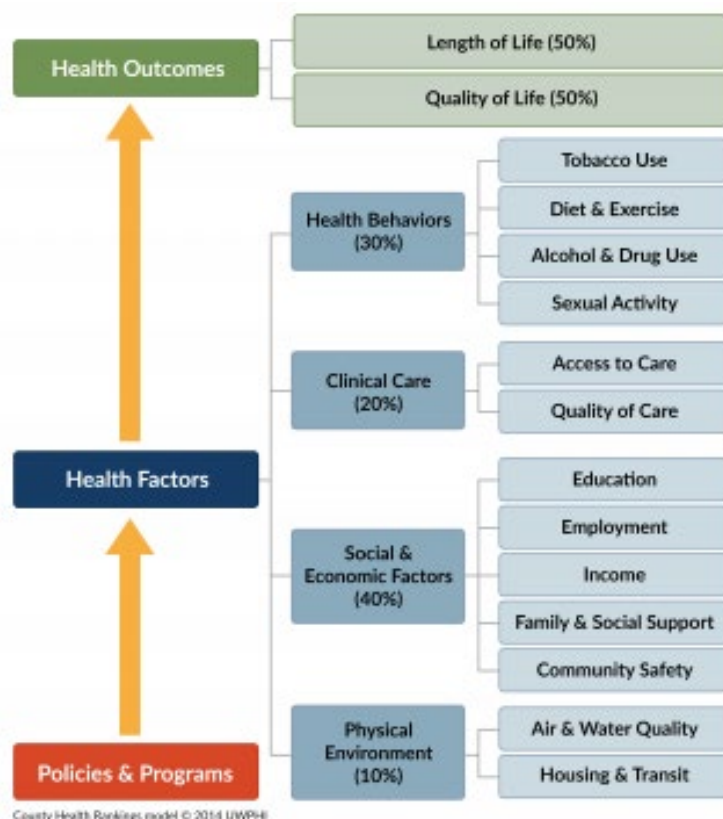 Health Outcomes
Length of Life (50%)
Quality of Life (50%)
Health Behaviors
(30%)
Tobacco Use
Diet & Exercise
Alcohol & Drug Use
Sexual Activity
Clinical Care
(20%)
Access to Care
Quality of Care
Health Factors
Social &
Economic Factors
(40%)
Education
Employment
Income
Family & Social Support
Community Safety
Physical
Environment
(10%)
Air & Water Quality
Housing & Transit
Policies & Programs
County Health Rankings model © 2014 UWPHI